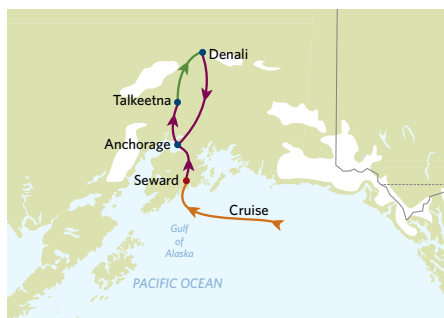 Denali
Talkeetna
Anchorage
Seward
Cruise
Gulf
of
Alaska
PACIFIC OCEAN